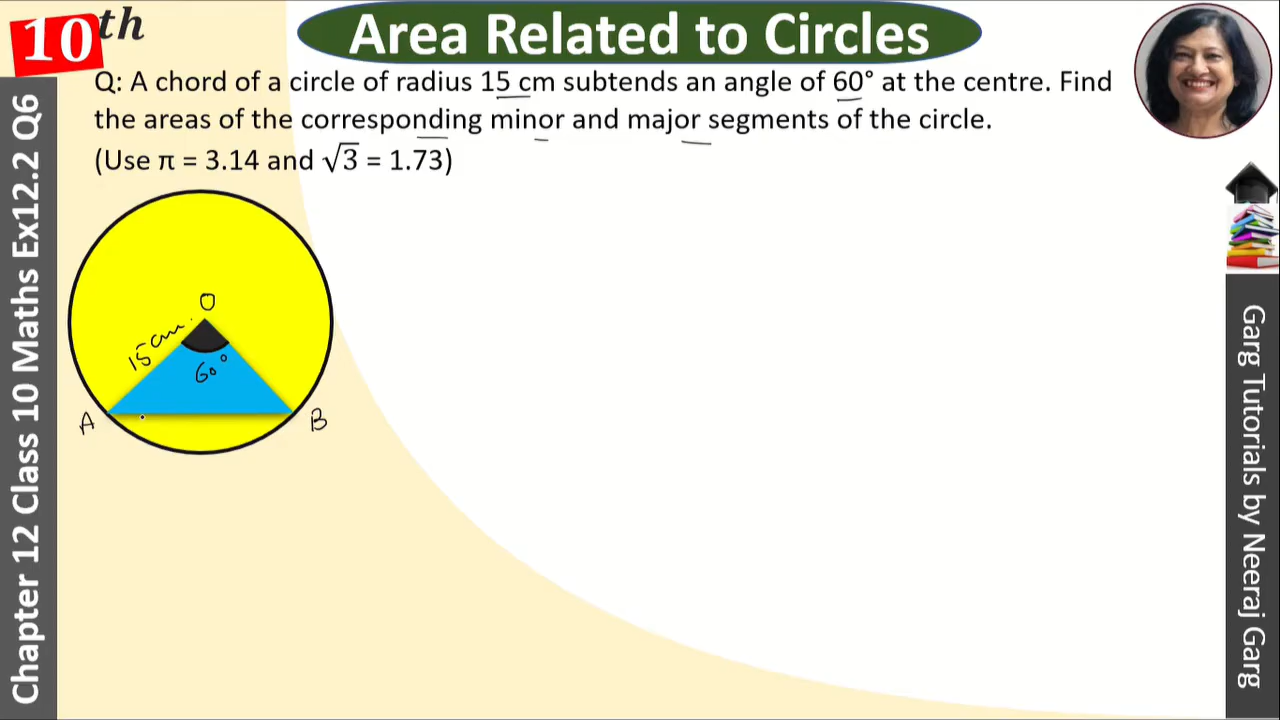 10th
Area Related to Circles
Q: A chord of a circle of radius 15 cm subtends an angle of 60° at the centre. Find
the areas of the corresponding minor and major segments of the circle.
(Use π = 3.14 and √3 = 1.73)
O
15 cm
60°
A
B
Chapter 12 Class 10 Maths Ex12.2 Q6
Garg Tutorials by Neeraj Garg